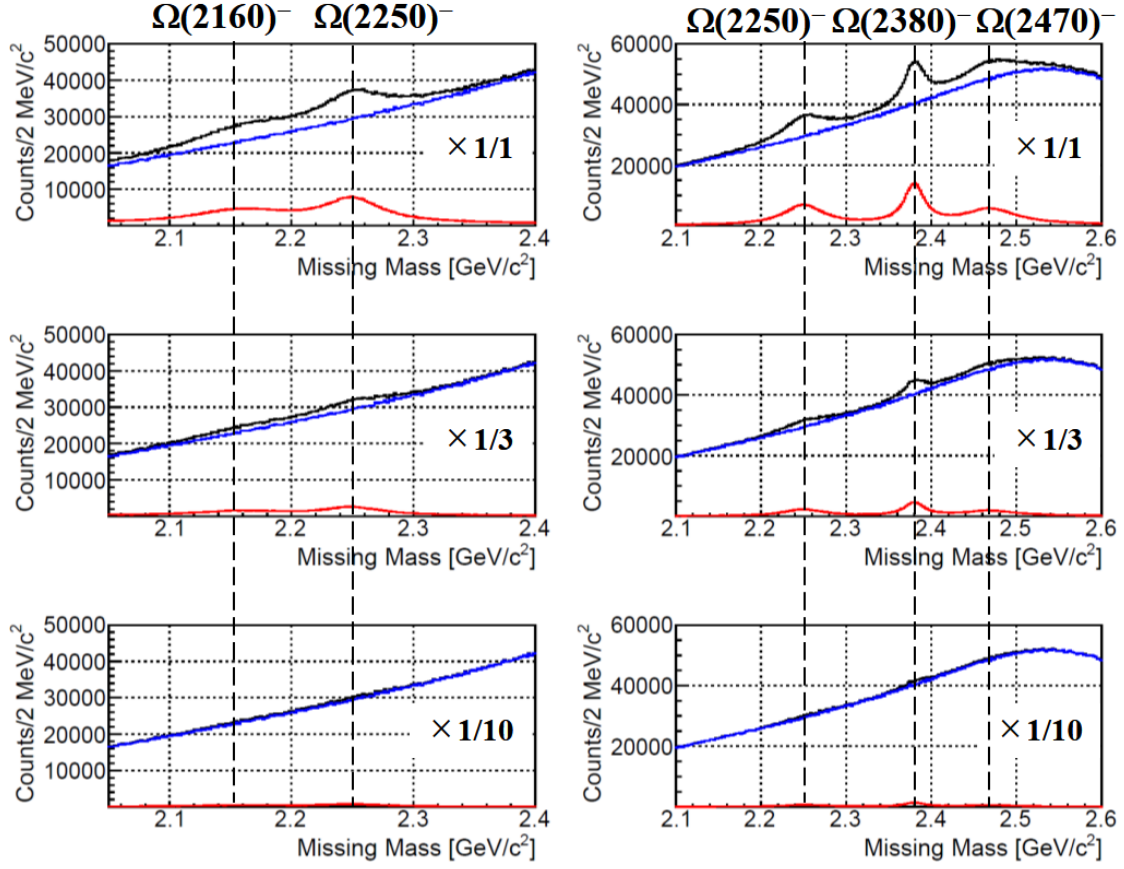 Ω(2160)⁻ Ω(2250)⁻
50000
40000
30000
20000
10000
Counts/2 MeV/c²
× 1/1
2.1 2.2 2.3 2.4
Missing Mass [GeV/c²]
Ω(2250)⁻ Ω(2380)⁻ Ω(2470)⁻
60000
40000
20000
Counts/2 MeV/c²
× 1/1
2.1 2.2 2.3 2.4 2.5 2.6
Missing Mass [GeV/c²]
50000
40000
30000
20000
10000
Counts/2 MeV/c²
× 1/3
2.1 2.2 2.3 2.4
Missing Mass [GeV/c²]
60000
40000
20000
Counts/2 MeV/c²
× 1/3
2.1 2.2 2.3 2.4 2.5 2.6
Missing Mass [GeV/c²]
50000
40000
30000
20000
10000
Counts/2 MeV/c²
× 1/10
2.1 2.2 2.3 2.4
Missing Mass [GeV/c²]
60000
40000
20000
Counts/2 MeV/c²
× 1/10
2.1 2.2 2.3 2.4 2.5 2.6
Missing Mass [GeV/c²]